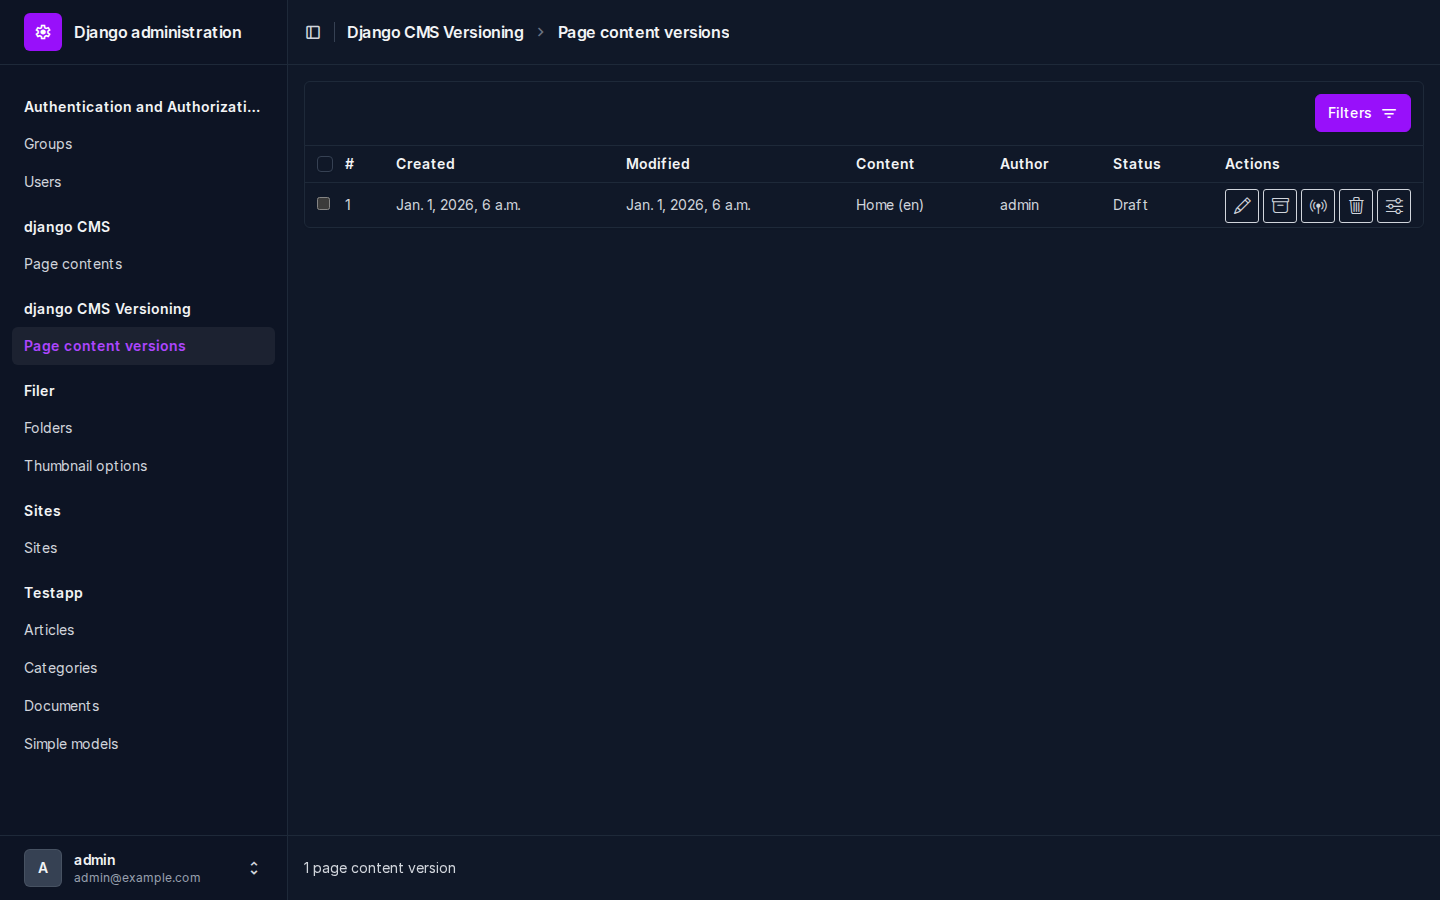 Django administration
Django CMS Versioning
Page content versions
Authentication and Authorizati...
Groups
Users
django CMS
Page contents
django CMS Versioning
Page content versions
Filer
Folders
Thumbnail options
Sites
Sites
Testapp
Articles
Categories
Documents
Simple models
A
admin
admin@example.com
Filters
# Created Modified Content Author Status Actions
1 Jan. 1, 2026, 6 a.m. Jan. 1, 2026, 6 a.m. Home (en) admin Draft
1 page content version